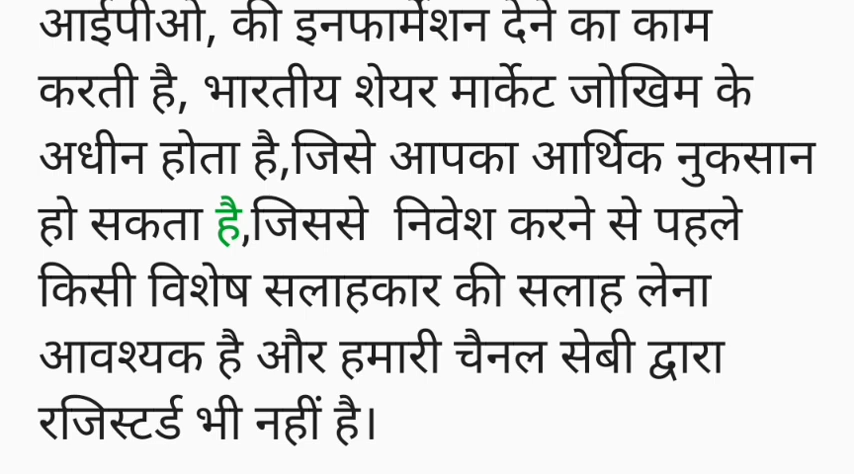 आईपीओ, की इनफार्मेशन देने का काम
करती है, भारतीय शेयर मार्केट जोखिम के
अधीन होता है,जिसे आपका आर्थिक नुकसान
हो सकता है,जिससे  निवेश करने से पहले
किसी विशेष सलाहकार की सलाह लेना
आवश्यक है और हमारी चैनल सेबी द्वारा
रजिस्टर्ड भी नहीं है।